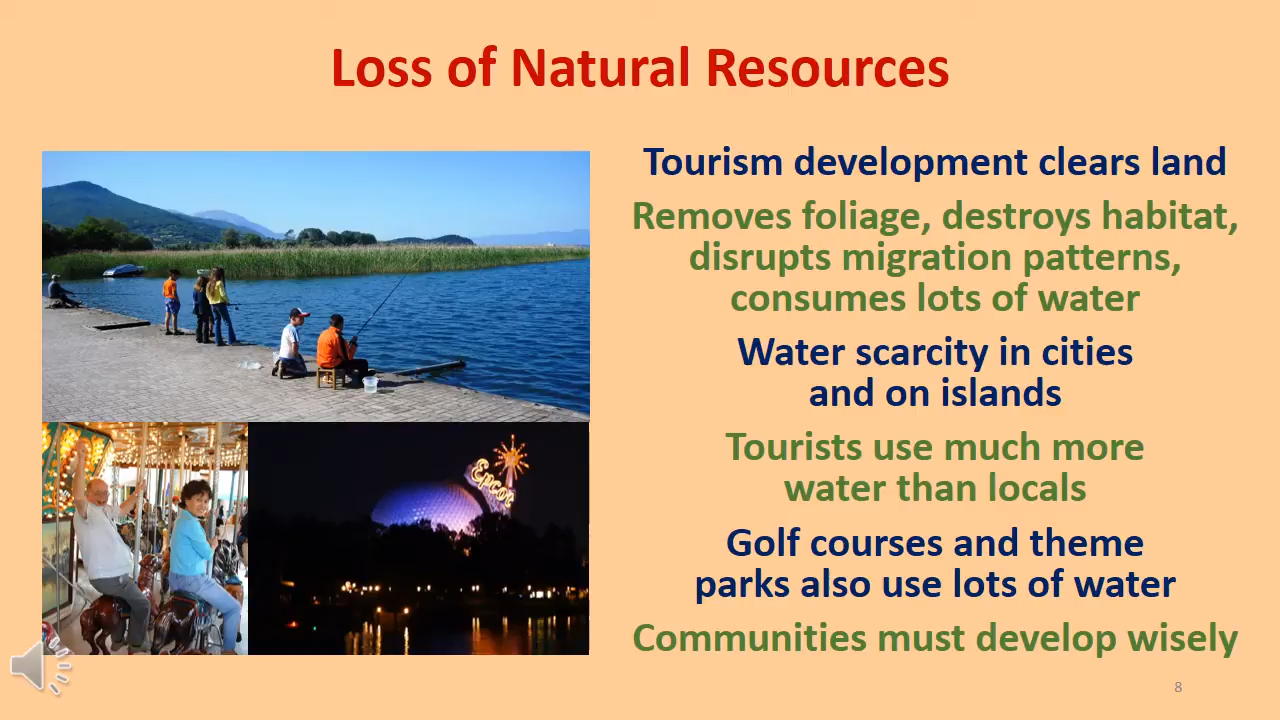 Loss of Natural Resources
Tourism development clears land
Removes foliage, destroys habitat,
disrupts migration patterns,
consumes lots of water
Water scarcity in cities
and on islands
Tourists use much more
water than locals
Golf courses and theme
parks also use lots of water
Communities must develop wisely
Epcot
8